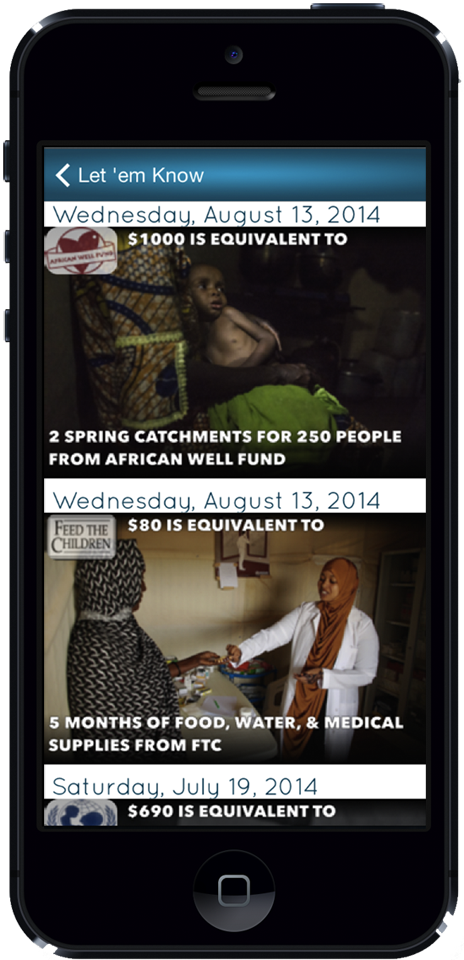 Let 'em Know
Wednesday, August 13, 2014
AFRICAN WELL FUND
$1000 IS EQUIVALENT TO
2 SPRING CATCHMENTS FOR 250 PEOPLE
FROM AFRICAN WELL FUND
Wednesday, August 13, 2014
FEED THE
CHILDREN
$80 IS EQUIVALENT TO
5 MONTHS OF FOOD, WATER, & MEDICAL
SUPPLIES FROM FTC
Saturday, July 19, 2014
$690 IS EQUIVALENT TO